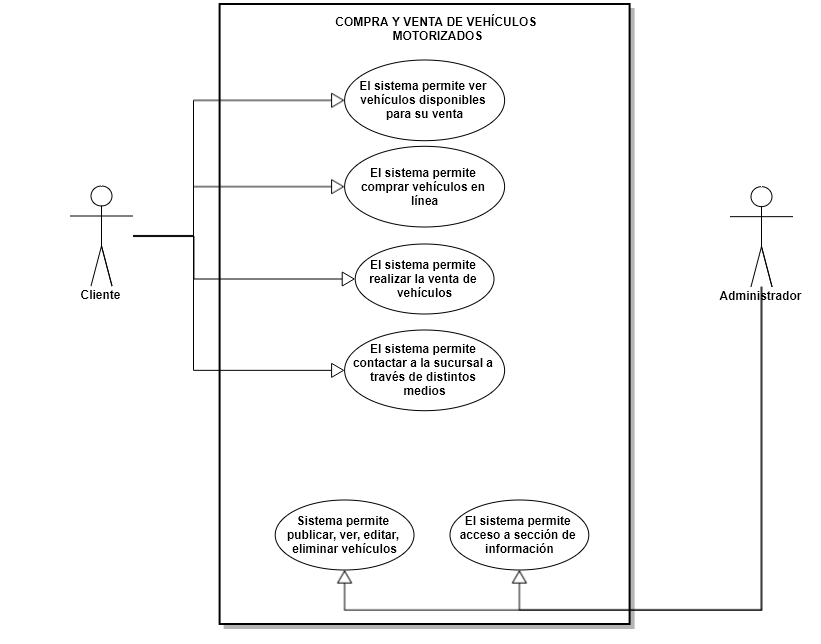 COMPRA Y VENTA DE VEHÍCULOS
MOTORIZADOS
El sistema permite ver
vehículos disponibles
para su venta
El sistema permite
comprar vehículos en
línea
El sistema permite
realizar la venta de
vehículos
Cliente
Administrador
El sistema permite
contactar a la sucursal a
través de distintos
medios
Sistema permite
publicar, ver, editar,
eliminar vehículos
El sistema permite
acceso a sección de
información